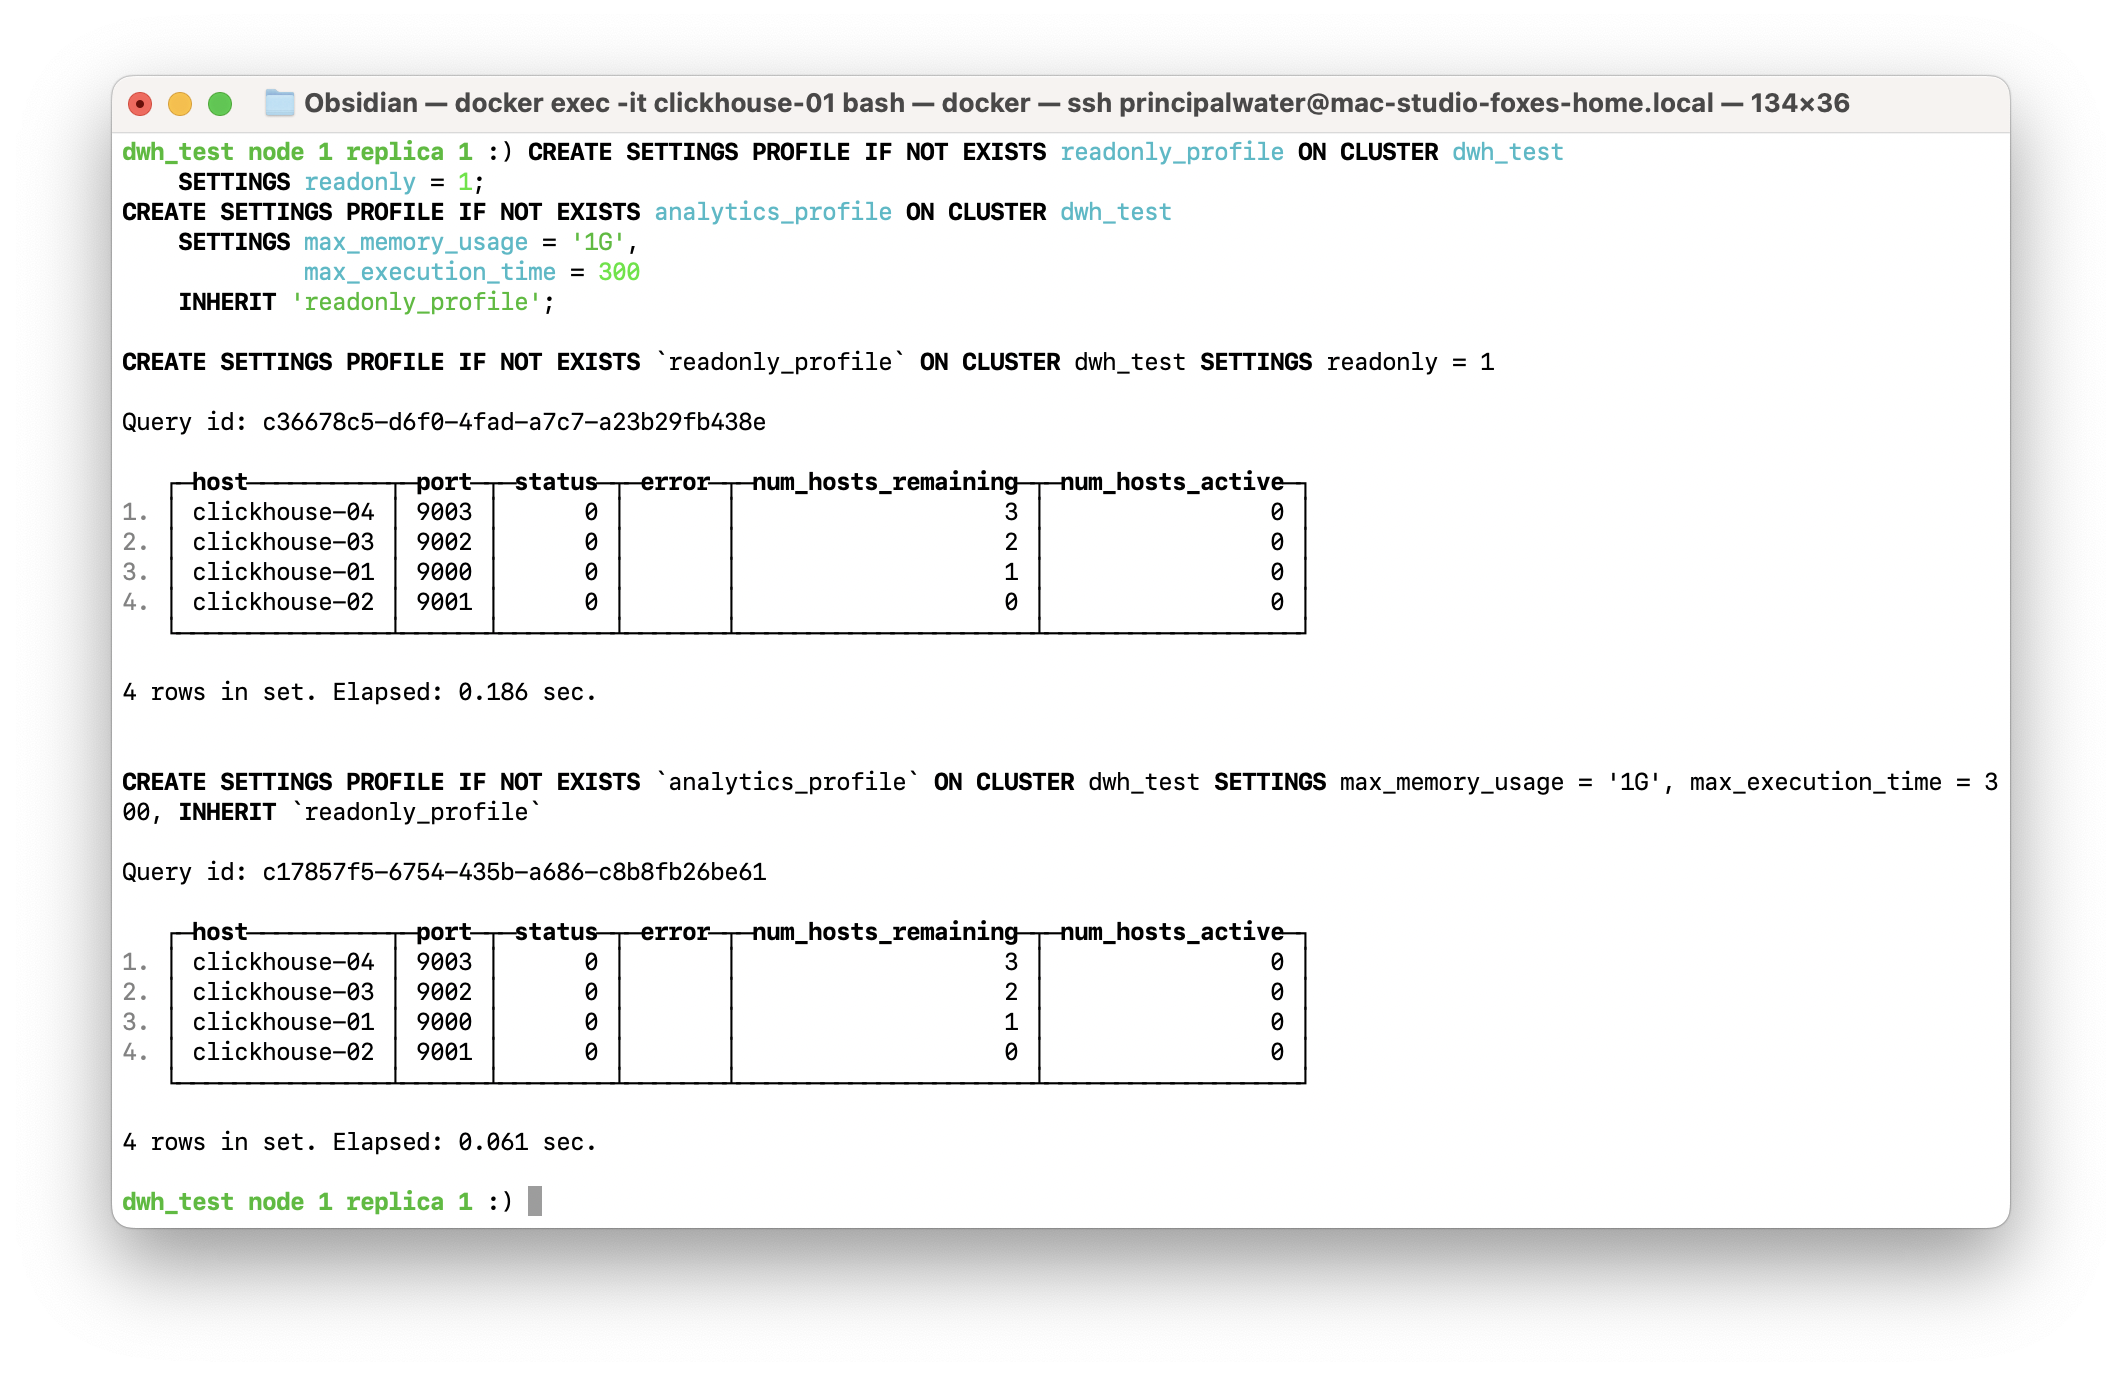 Obsidian — docker exec -it clickhouse-01 bash — docker — ssh principalwater@mac-studio-foxes-home.local — 134×36
dwh_test node 1 replica 1 :) CREATE SETTINGS PROFILE IF NOT EXISTS readonly_profile ON CLUSTER dwh_test
    SETTINGS readonly = 1;
CREATE SETTINGS PROFILE IF NOT EXISTS analytics_profile ON CLUSTER dwh_test
    SETTINGS max_memory_usage = '1G',
             max_execution_time = 300
    INHERIT 'readonly_profile';
CREATE SETTINGS PROFILE IF NOT EXISTS `readonly_profile` ON CLUSTER dwh_test SETTINGS readonly = 1
Query id: c36678c5-d6f0-4fad-a7c7-a23b29fb438e
host port status error num_hosts_remaining num_hosts_active
1. clickhouse-04 9003 0 3 0
2. clickhouse-03 9002 0 2 0
3. clickhouse-01 9000 0 1 0
4. clickhouse-02 9001 0 0 0
4 rows in set. Elapsed: 0.186 sec.
CREATE SETTINGS PROFILE IF NOT EXISTS `analytics_profile` ON CLUSTER dwh_test SETTINGS max_memory_usage = '1G', max_execution_time = 3
00, INHERIT `readonly_profile`
Query id: c17857f5-6754-435b-a686-c8b8fb26be61
host port status error num_hosts_remaining num_hosts_active
1. clickhouse-04 9003 0 3 0
2. clickhouse-03 9002 0 2 0
3. clickhouse-01 9000 0 1 0
4. clickhouse-02 9001 0 0 0
4 rows in set. Elapsed: 0.061 sec.
dwh_test node 1 replica 1 :)